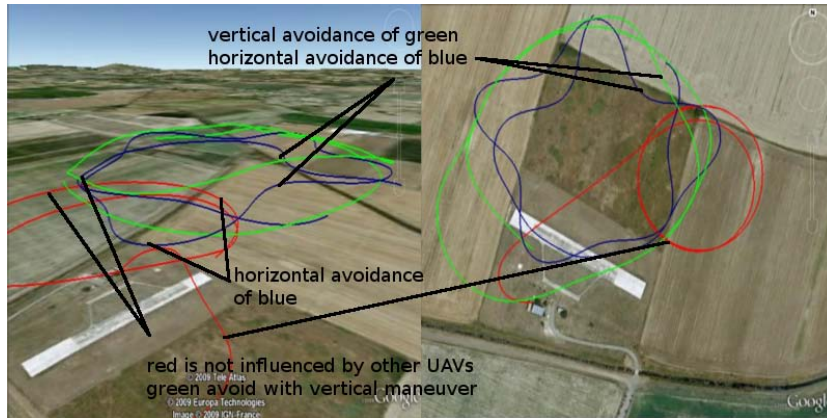 vertical avoidance of green
horizontal avoidance of blue
N
horizontal avoidance
of blue
red is not influenced by other UAVs
green avoid with vertical maneuver
© 2009 Tele Atlas
© 2009 Europa Technologies
Image © 2009 IGN-France
Google
Google